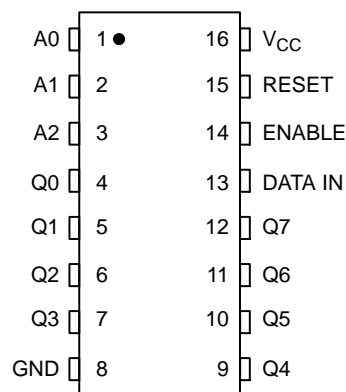 A0 1 16 VCC
A1 2 15 RESET
A2 3 14 ENABLE
Q0 4 13 DATA IN
Q1 5 12 Q7
Q2 6 11 Q6
Q3 7 10 Q5
GND 8 9 Q4